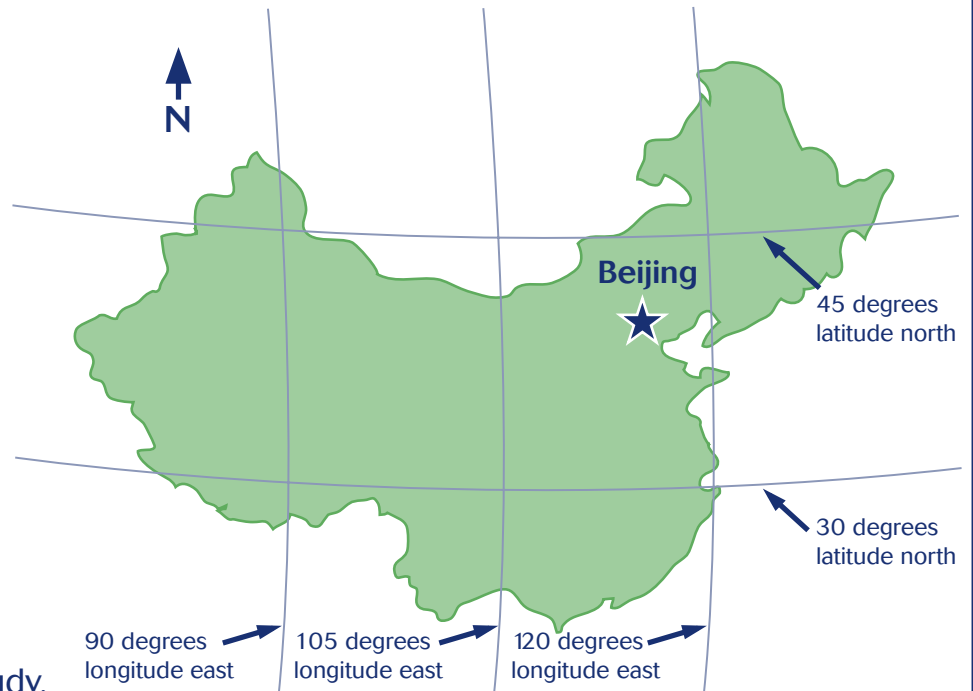 N
Beijing
45 degrees
latitude north
30 degrees
latitude north
90 degrees
longitude east
105 degrees
longitude east
120 degrees
longitude east